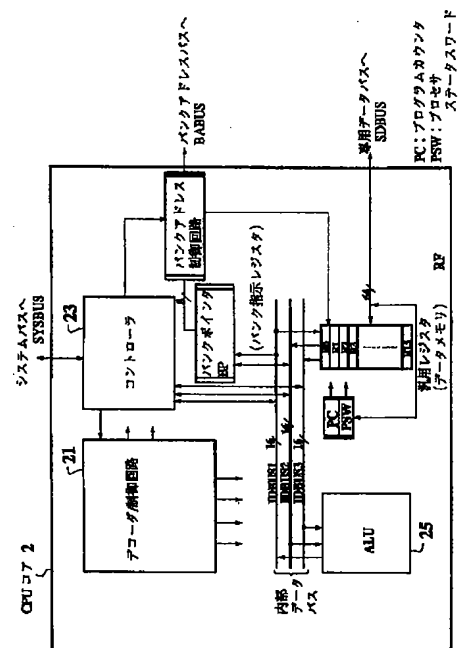 CPUコア 2
システムバスへ
SYSBUS
21
デコーダ/制御回路
23
コントローラ
バンクアドレス
制御回路
バンクアドレスバスへ
BABUS
バンクポインタ
BP
(バンク指示レジスタ)
内部
データ
バス
IDBUS1
IDBUS2
IDBUS3
16
16
16
ALU
25
PC
PSW
R0
R1
R2
R3
R15
64
汎用レジスタ
(データメモリ)
RF
専用データバスへ
SDBUS
PC:プログラムカウンタ
PSW:プロセサ
ステータスワード